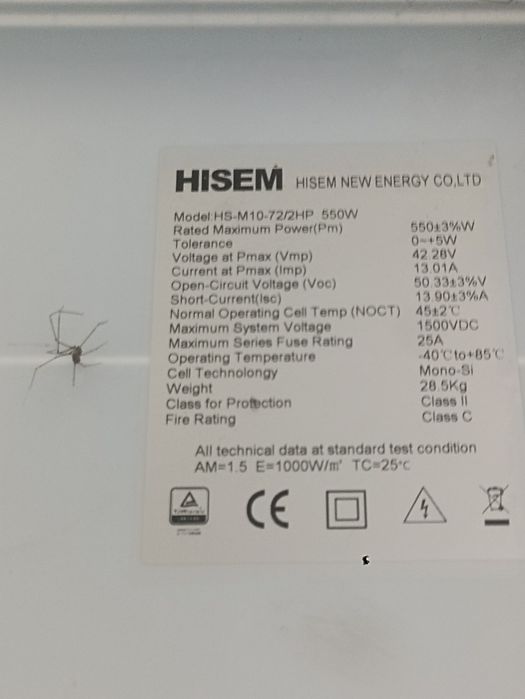 HISEM HISEM NEW ENERGY CO,LTD
Model:HS-M10-72/2HP 550W
Rated Maximum Power(Pm) 550±3%W
Tolerance 0~+5W
Voltage at Pmax (Vmp) 42.28V
Current at Pmax (Imp) 13.01A
Open-Circuit Voltage (Voc) 50.33±3%V
Short-Current(Isc) 13.90±3%A
Normal Operating Cell Temp (NOCT) 45±2℃
Maximum System Voltage 1500VDC
Maximum Series Fuse Rating 25A
Operating Temperature -40℃to+85℃
Cell Technolongy Mono-Si
Weight 28.5Kg
Class for Protection Class II
Fire Rating Class C
All technical data at standard test condition
AM=1.5 E=1000W/m² TC=25℃
CE